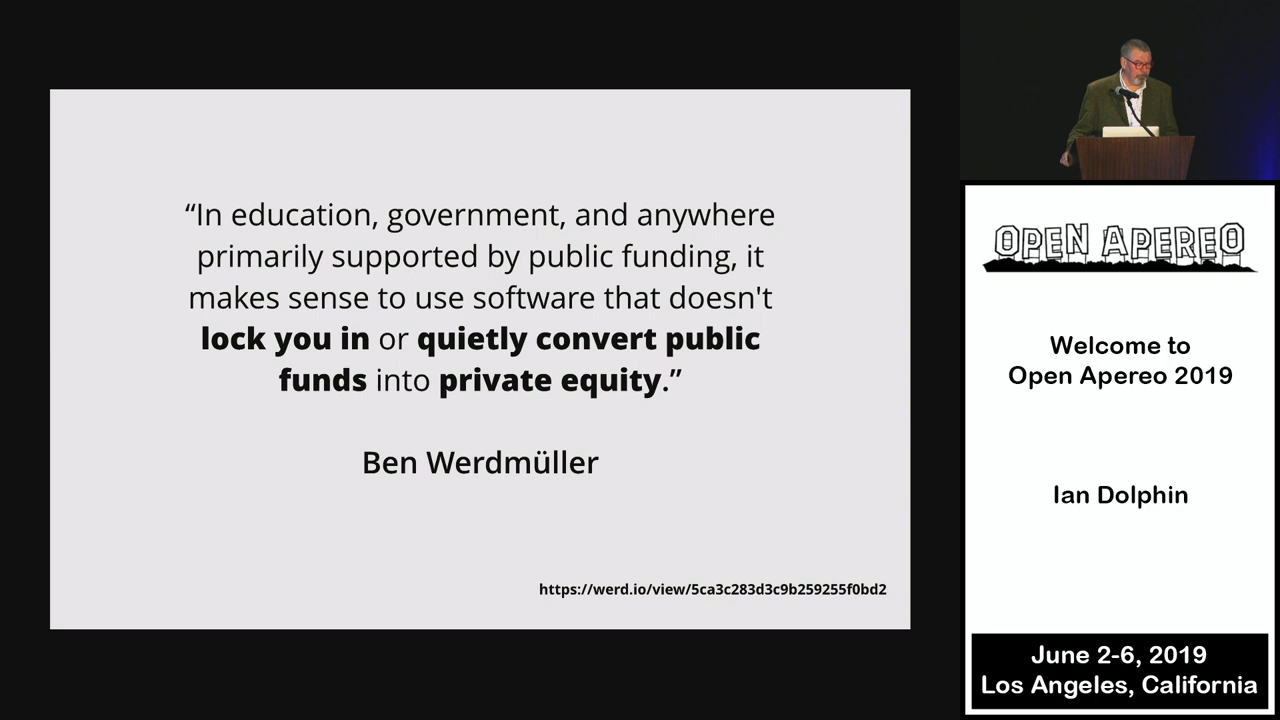 “In education, government, and anywhere
primarily supported by public funding, it
makes sense to use software that doesn't
lock you in or quietly convert public
funds into private equity.”
Ben Werdmüller
https://werd.io/view/5ca3c283d3c9b259255f0bd2
OPEN APEREO
Welcome to
Open Apereo 2019
Ian Dolphin
June 2-6, 2019
Los Angeles, California